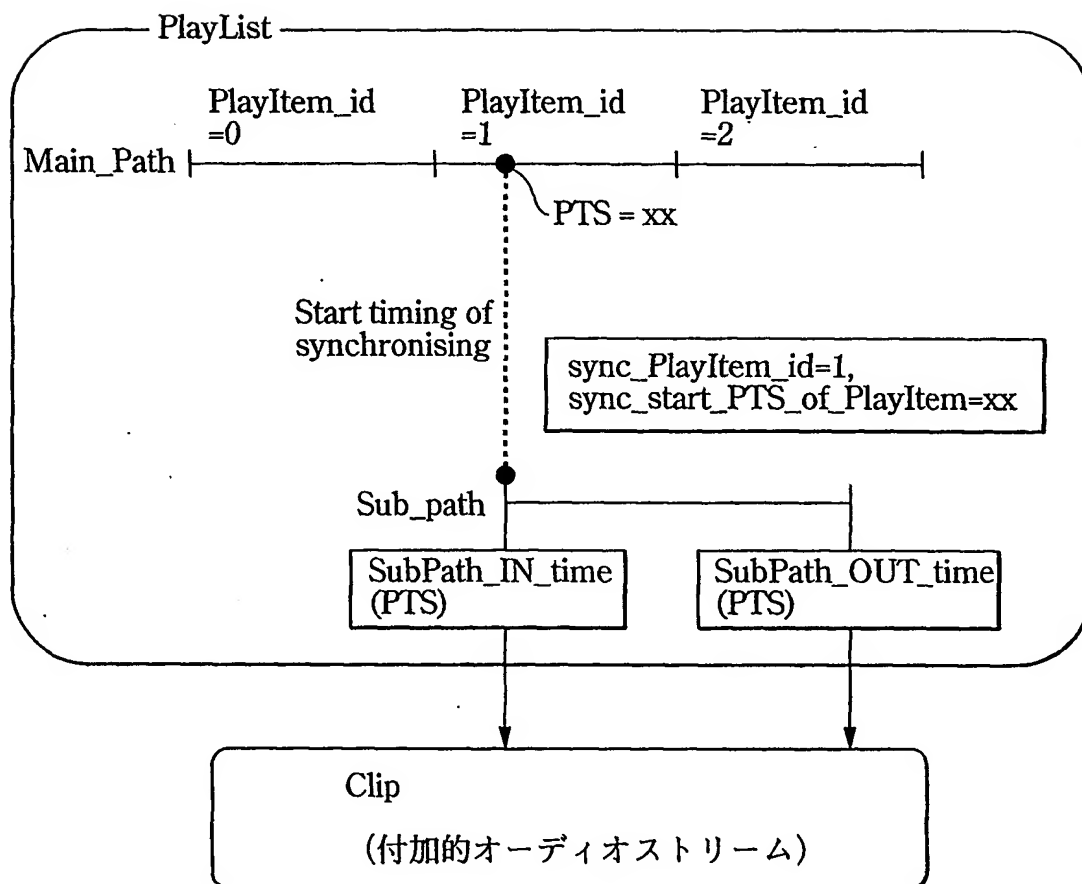 PlayList
PlayItem_id
=0
PlayItem_id
=1
PlayItem_id
=2
Main_Path
PTS = xx
Start timing of
synchronising
sync_PlayItem_id=1,
sync_start_PTS_of_PlayItem=xx
Sub_path
SubPath_IN_time
(PTS)
SubPath_OUT_time
(PTS)
Clip
(付加的オーディオストリーム)